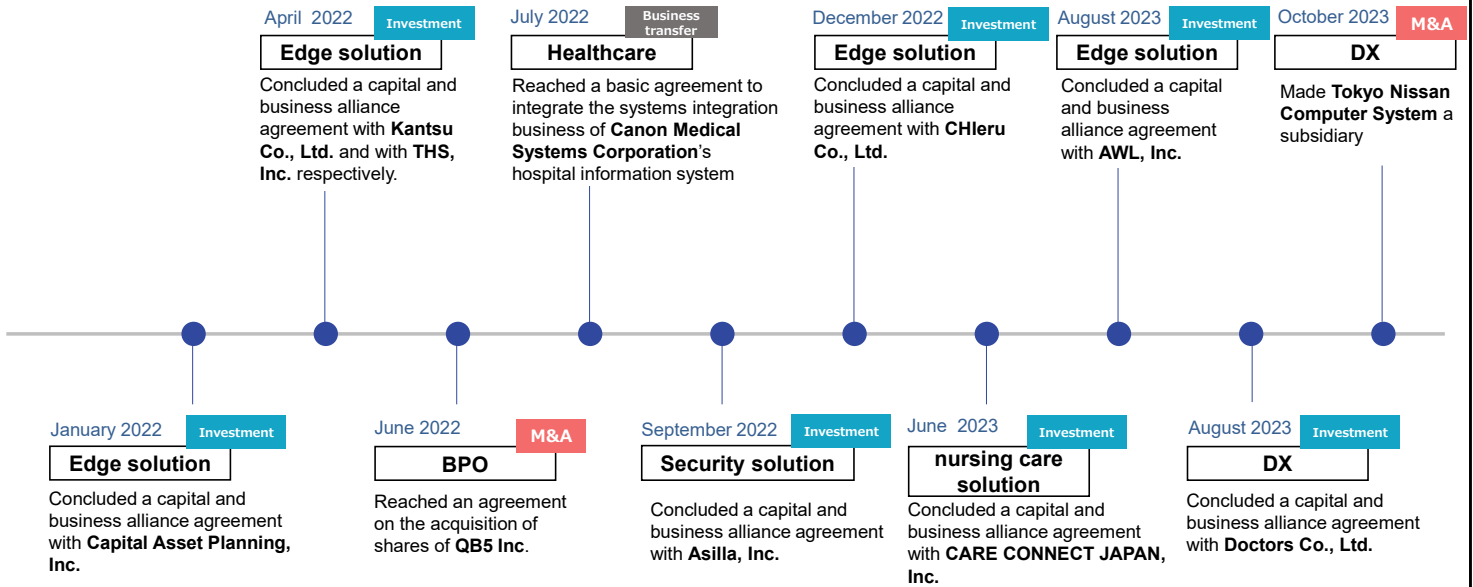 April 2022
Investment
Edge solution
Concluded a capital and
business alliance
agreement with Kantsu
Co., Ltd. and with THS,
Inc. respectively.
July 2022
Business
transfer
Healthcare
Reached a basic agreement to
integrate the systems integration
business of Canon Medical
Systems Corporation's
hospital information system
December 2022
Investment
Edge solution
Concluded a capital and
business alliance
agreement with CHIeru
Co., Ltd.
August 2023
Investment
Edge solution
Concluded a capital
and business
alliance agreement
with AWL, Inc.
October 2023
M&A
DX
Made Tokyo Nissan
Computer System a
subsidiary
January 2022
Investment
Edge solution
Concluded a capital and
business alliance agreement
with Capital Asset Planning,
Inc.
June 2022
M&A
BPO
Reached an agreement
on the acquisition of
shares of QB5 Inc.
September 2022
Investment
Security solution
Concluded a capital and
business alliance agreement
with Asilla, Inc.
June 2023
Investment
nursing care
solution
Concluded a capital and
business alliance agreement
with CARE CONNECT JAPAN,
Inc.
August 2023
Investment
DX
Concluded a capital and
business alliance agreement
with Doctors Co., Ltd.